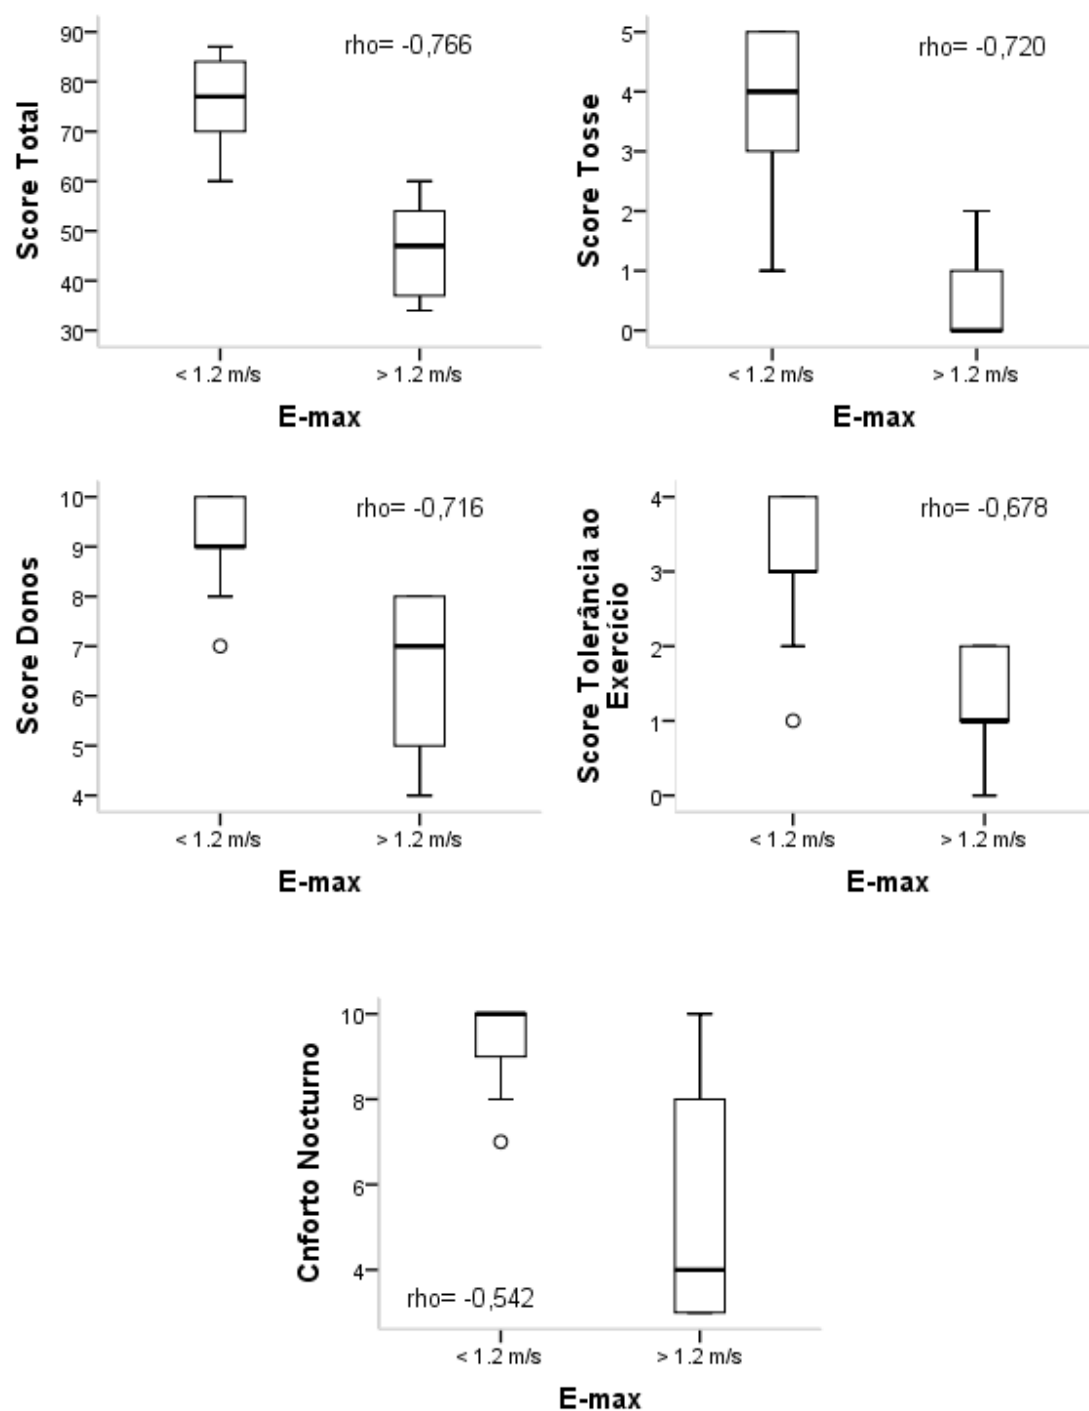 Score Total
90
80
70
60
50
40
30
rho= -0,766
< 1.2 m/s
> 1.2 m/s
E-max
Score Tosse
5
4
3
2
1
0
rho= -0,720
< 1.2 m/s
> 1.2 m/s
E-max
Score Donos
10
9
8
7
6
5
4
rho= -0,716
< 1.2 m/s
> 1.2 m/s
E-max
Score Tolerância ao
Exercício
4
3
2
1
0
rho= -0,678
< 1.2 m/s
> 1.2 m/s
E-max
Cnforto Nocturno
10
8
6
4
rho= -0,542
< 1.2 m/s
> 1.2 m/s
E-max